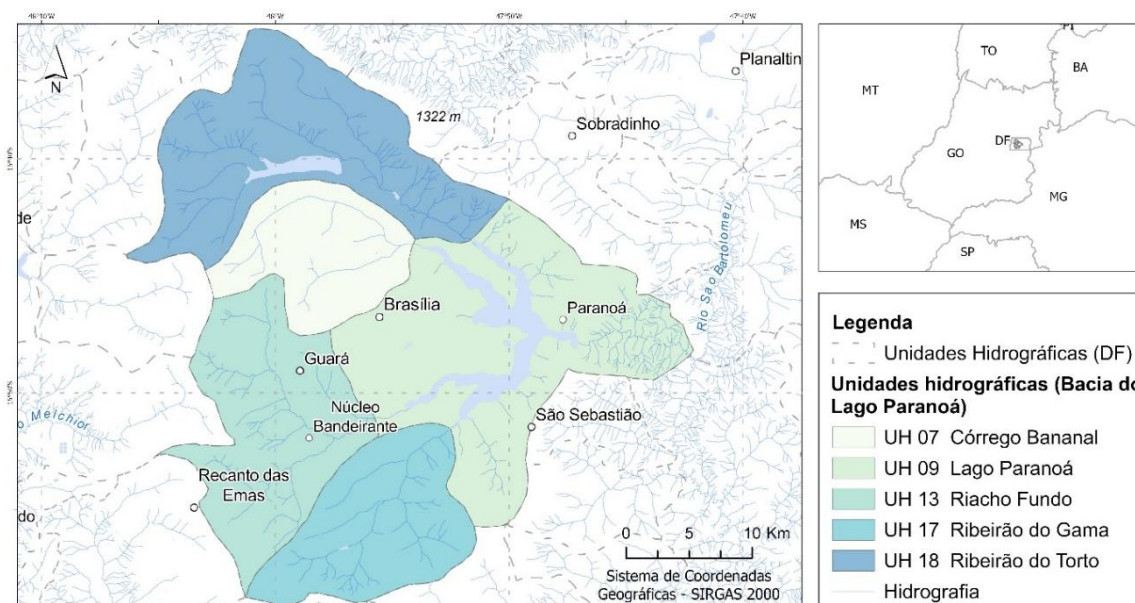 48°10'W
48°W
47°50'W
47°40'W
N
Planaltin
1322 m
Sobradinho
de
Rio São Bartolomeu
Brasília
Paranoá
Guará
Núcleo
Bandeirante
São Sebastião
o Melchior
Recanto das
Emas
do
0 5 10 Km
Sistema de Coordenadas
Geográficas - SIRGAS 2000
TO
BA
MT
DF
GO
MG
MS
SP
Legenda
Unidades Hidrográficas (DF)
Unidades hidrográficas (Bacia do
Lago Paranoá)
UH 07 Córrego Bananal
UH 09 Lago Paranoá
UH 13 Riacho Fundo
UH 17 Ribeirão do Gama
UH 18 Ribeirão do Torto
Hidrografia